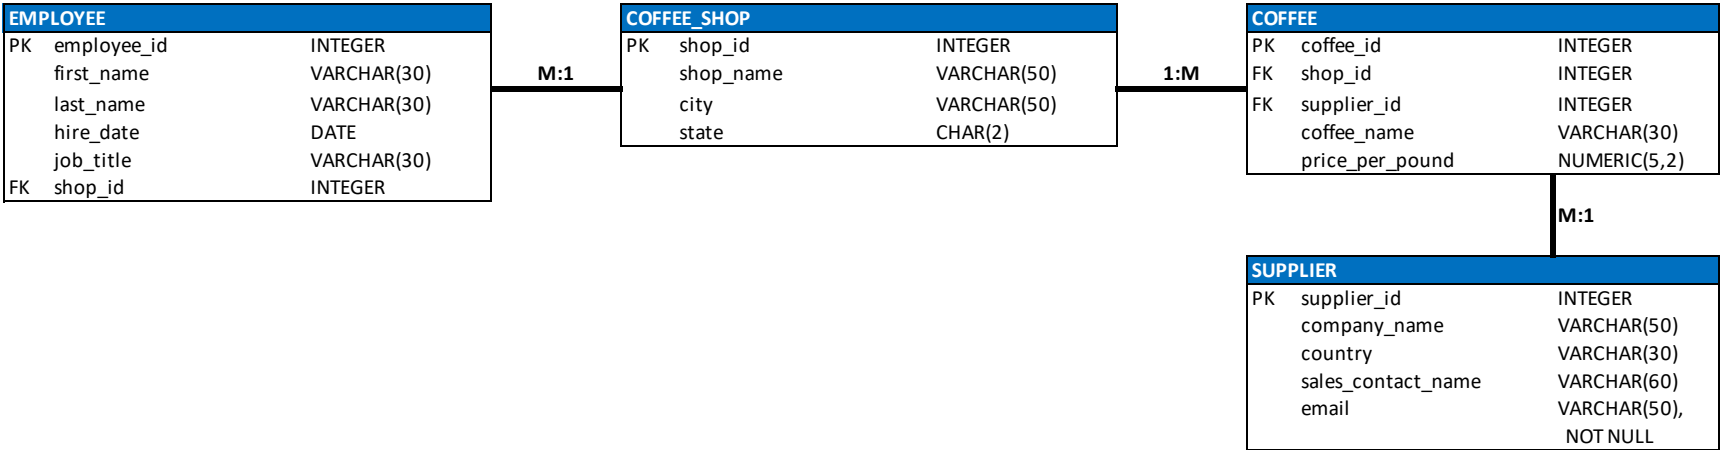 EMPLOYEE
PK employee_id INTEGER
first_name VARCHAR(30)
last_name VARCHAR(30)
hire_date DATE
job_title VARCHAR(30)
FK shop_id INTEGER
M:1
COFFEE_SHOP
PK shop_id INTEGER
shop_name VARCHAR(50)
city VARCHAR(50)
state CHAR(2)
1:M
COFFEE
PK coffee_id INTEGER
FK shop_id INTEGER
FK supplier_id INTEGER
coffee_name VARCHAR(30)
price_per_pound NUMERIC(5,2)
M:1
SUPPLIER
PK supplier_id INTEGER
company_name VARCHAR(50)
country VARCHAR(30)
sales_contact_name VARCHAR(60)
email VARCHAR(50),
NOT NULL